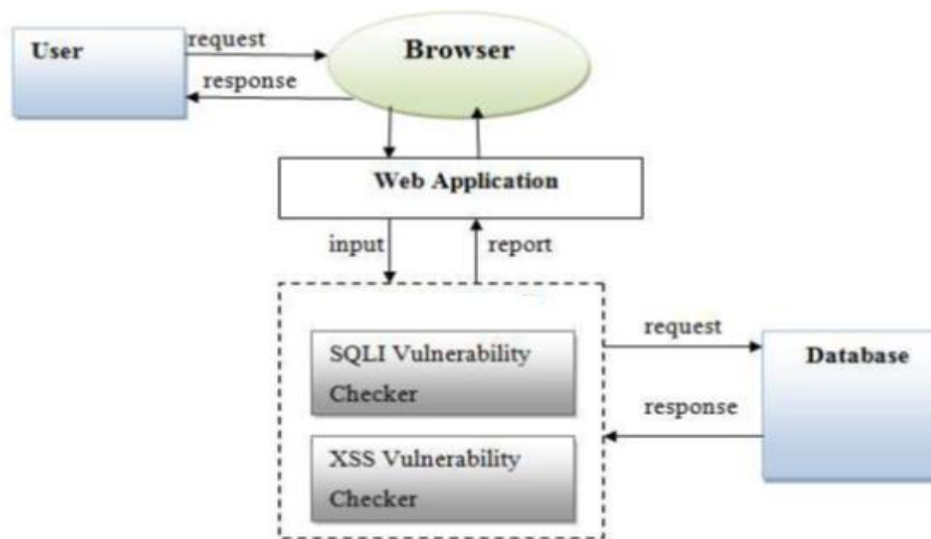 User
request
Browser
response
Web Application
input
report
SQLI Vulnerability
Checker
request
Database
response
XSS Vulnerability
Checker